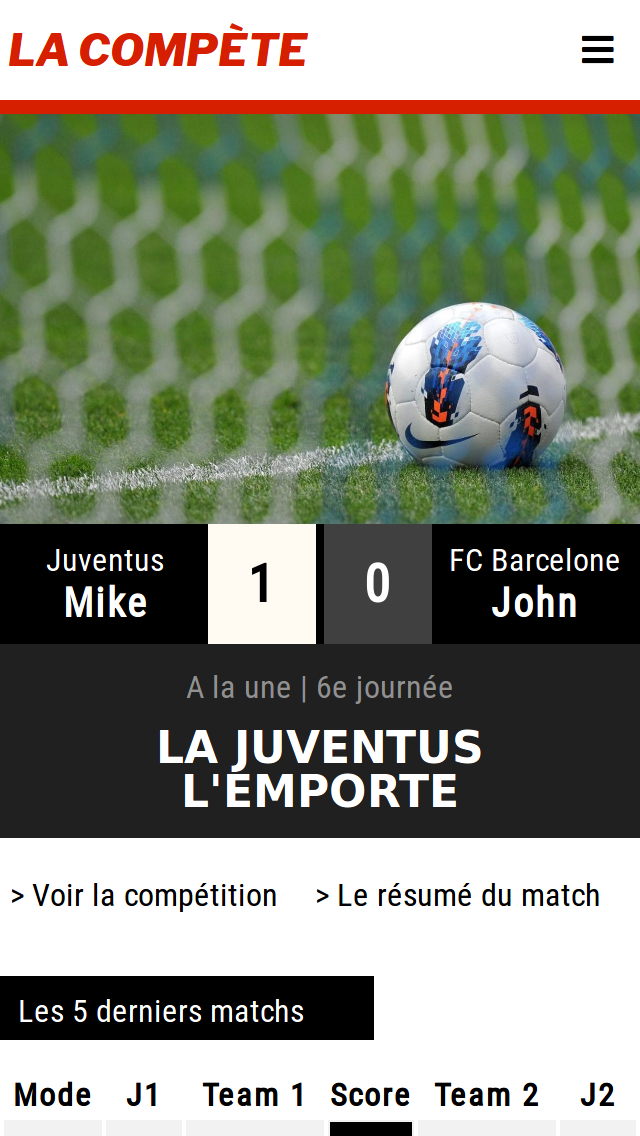 LA COMPÈTE
Juventus
Mike
1
0
FC Barcelone
John
A la une | 6e journée
LA JUVENTUS
L'EMPORTE
> Voir la compétition
> Le résumé du match
Les 5 derniers matchs
Mode J1 Team 1 Score Team 2 J2